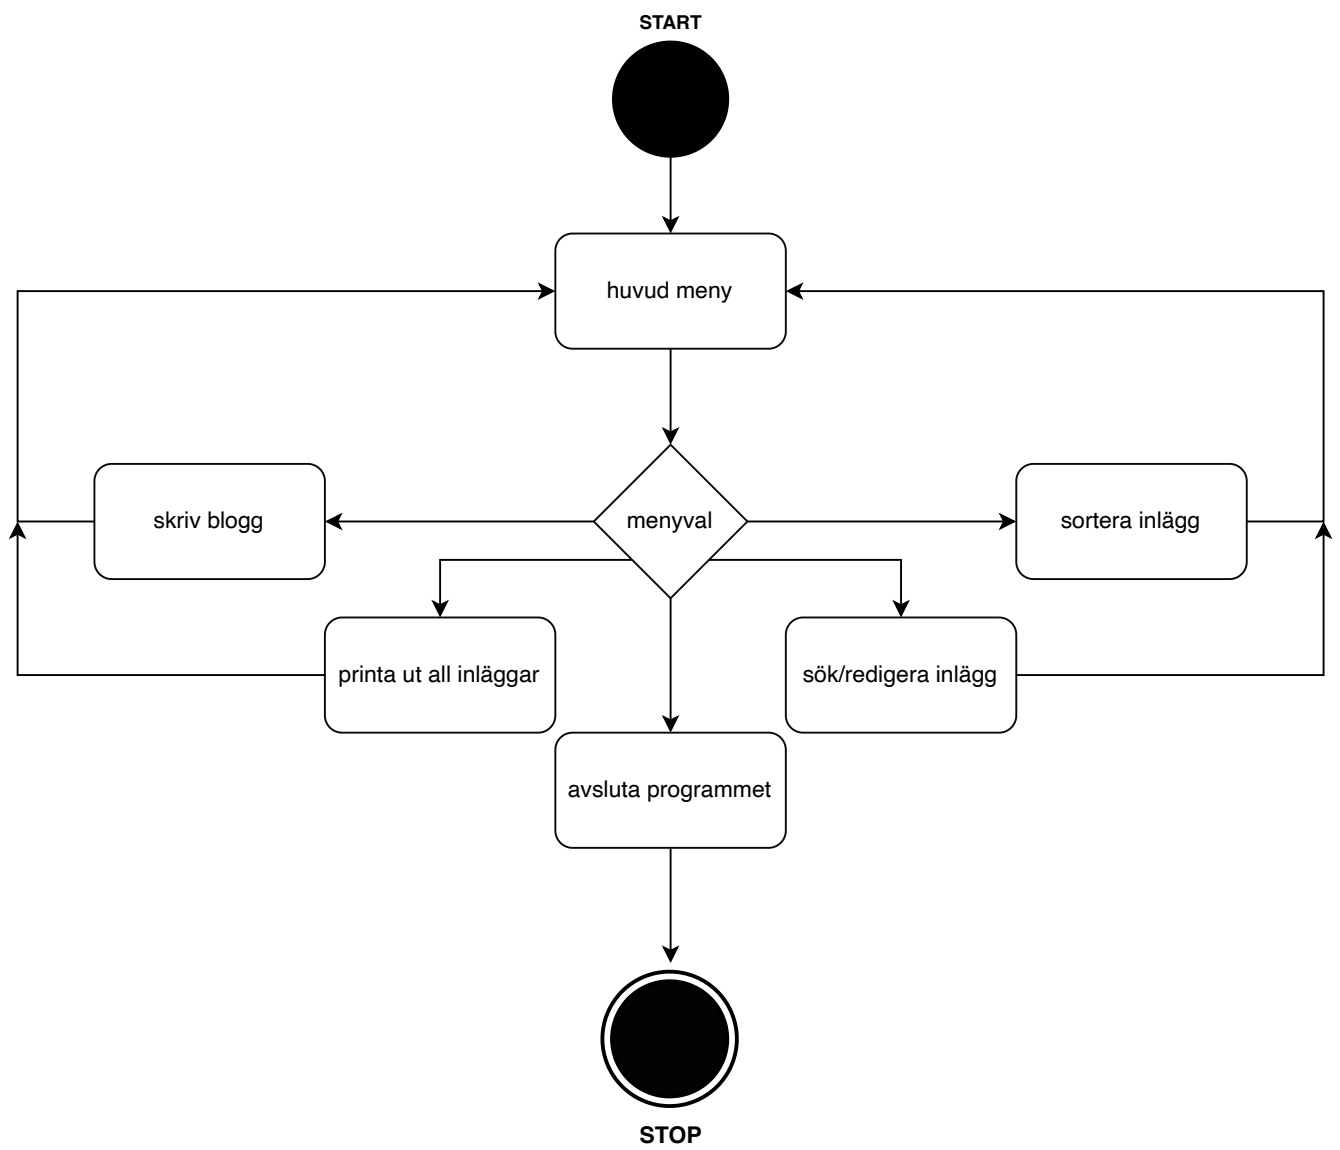 START
huvud meny
skriv blogg
menyval
sortera inlägg
printa ut all inläggar
sök/redigera inlägg
avsluta programmet
STOP